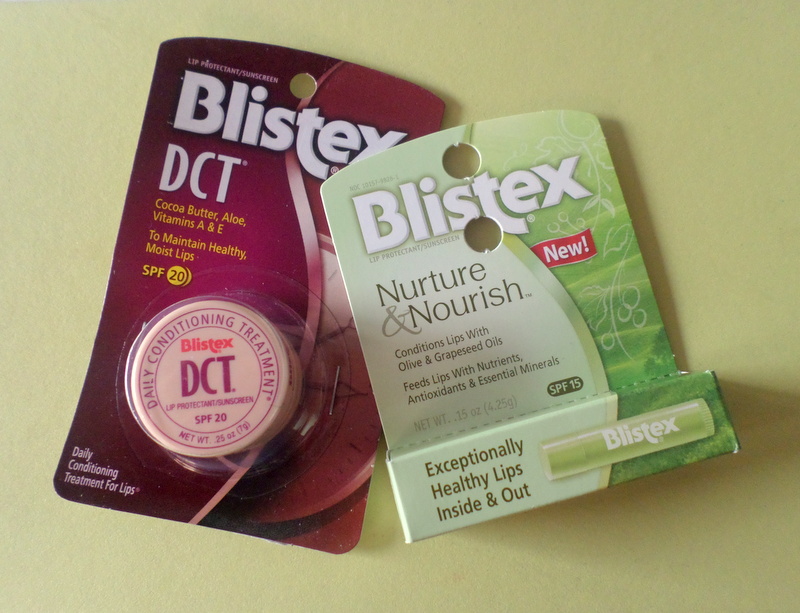 LIP PROTECTANT/SUNSCREEN
Blistex
DCT®
Cocoa Butter, Aloe,
Vitamins A & E
To Maintain Healthy,
Moist Lips
SPF 20
DAILY CONDITIONING TREATMENT®
Blistex®
DCT®
LIP PROTECTANT/SUNSCREEN
SPF 20
NET WT. .25 oz (7g)
Daily
Conditioning
Treatment For Lips®
Blistex®
LIP PROTECTANT/SUNSCREEN
New!
Nurture
&Nourish™
Conditions Lips With
Olive & Grapeseed Oils
Feeds Lips With Nutrients,
Antioxidants & Essential Minerals
SPF 15
NET WT. .15 oz (4.25g)
Exceptionally
Healthy Lips
Inside & Out
Blistex®